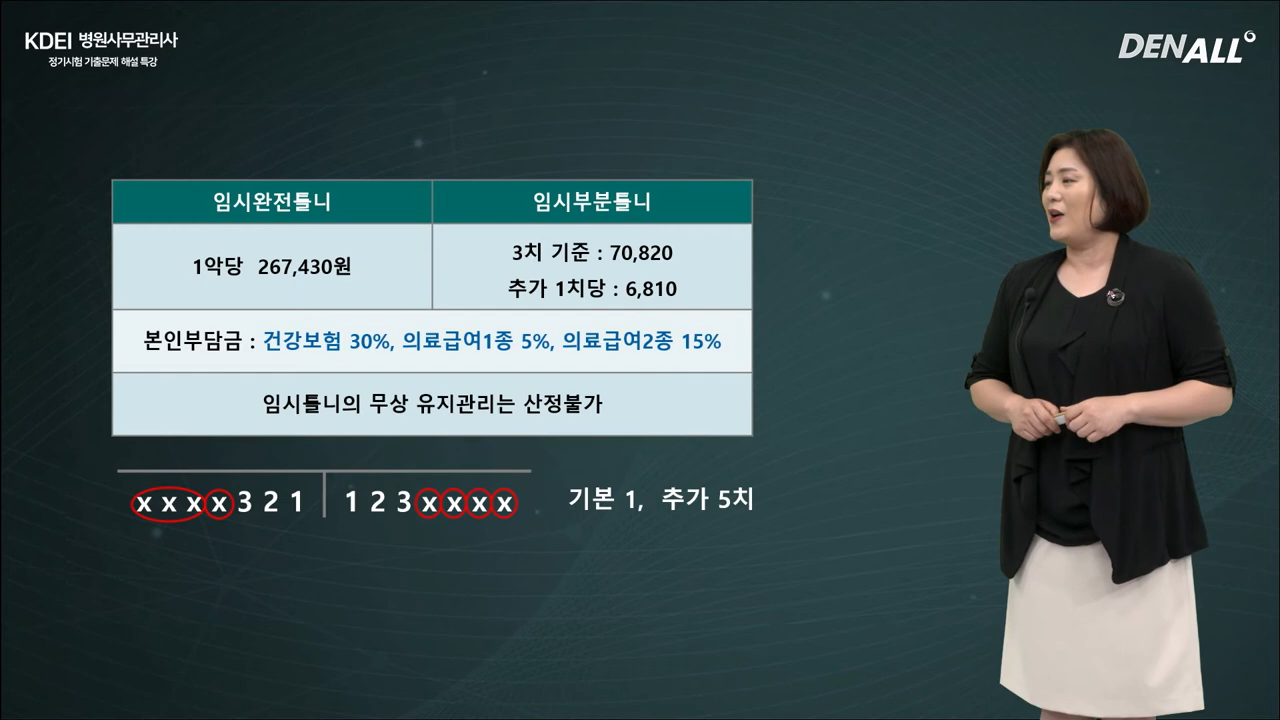 KDEI 병원사무관리사
정기시험 기출문제 해설 특강
DENALL
임시완전틀니 임시부분틀니
1악당 267,430원
3치 기준 : 70,820
추가 1치당 : 6,810
본인부담금 : 건강보험 30%, 의료급여1종 5%, 의료급여2종 15%
임시틀니의 무상 유지관리는 산정불가
x x x x 3 2 1 1 2 3 x x x x 기본 1, 추가 5치